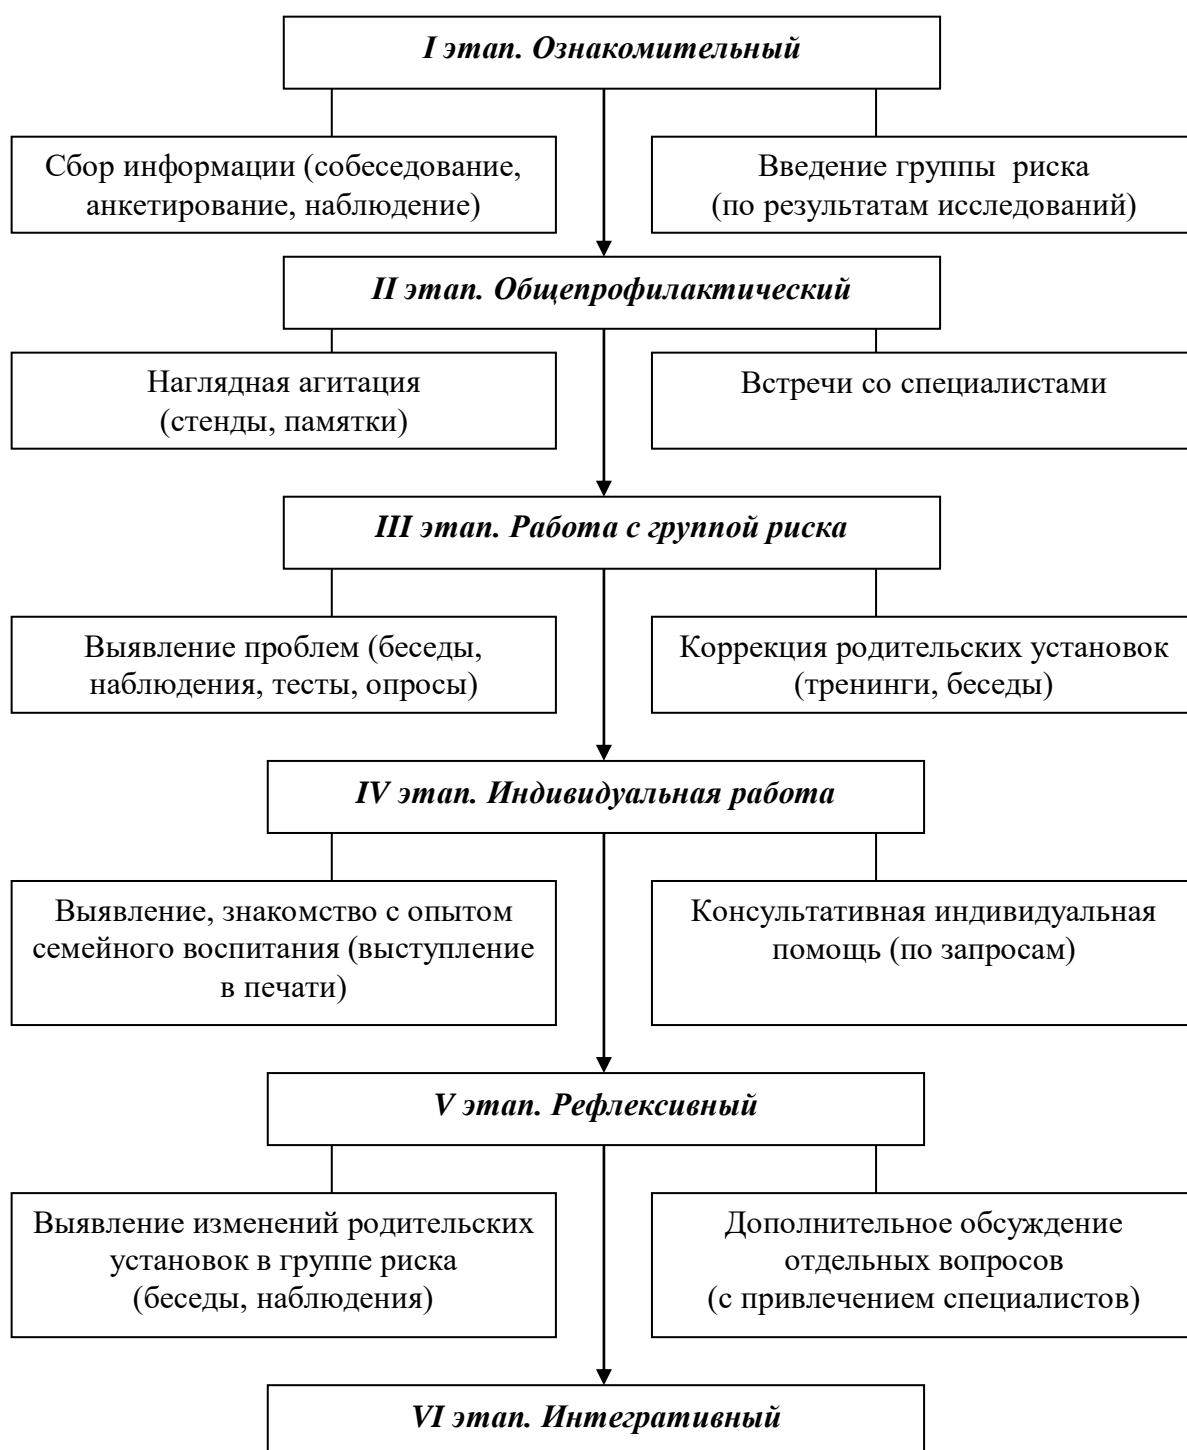 I этап. Ознакомительный
Сбор информации (собеседование,
анкетирование, наблюдение)
Введение группы риска
(по результатам исследований)
II этап. Общепрофилактический
Наглядная агитация
(стенды, памятки)
Встречи со специалистами
III этап. Работа с группой риска
Выявление проблем (беседы,
наблюдения, тесты, опросы)
Коррекция родительских установок
(тренинги, беседы)
IV этап. Индивидуальная работа
Выявление, знакомство с опытом
семейного воспитания (выступление
в печати)
Консультативная индивидуальная
помощь (по запросам)
V этап. Рефлексивный
Выявление изменений родительских
установок в группе риска
(беседы, наблюдения)
Дополнительное обсуждение
отдельных вопросов
(с привлечением специалистов)
VI этап. Интегративный